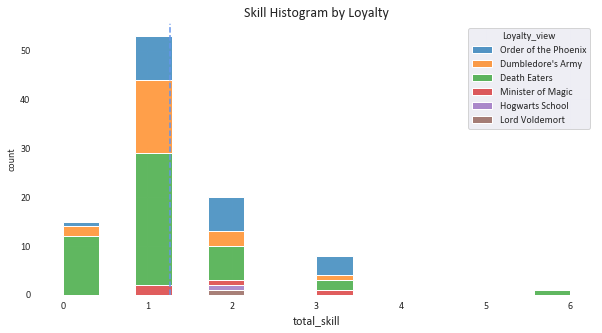 Skill Histogram by Loyalty
Loyalty_view
Order of the Phoenix
Dumbledore's Army
Death Eaters
Minister of Magic
Hogwarts School
Lord Voldemort
50
40
30
20
10
0
count
0 1 2 3 4 5 6
total_skill